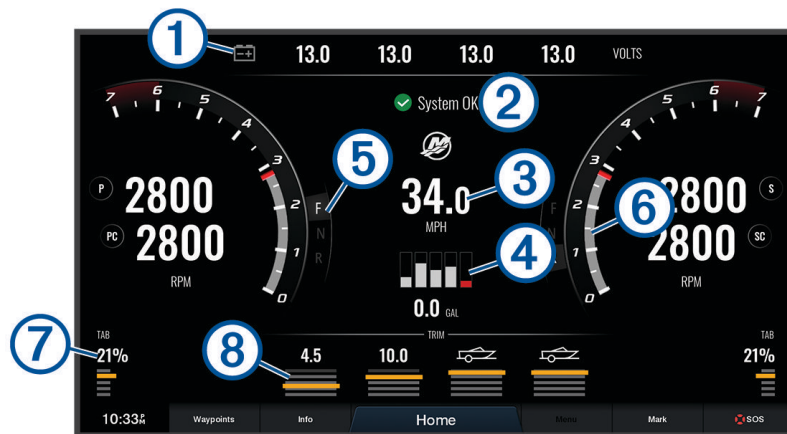 1
13.0 13.0 13.0 13.0 VOLTS
System OK
2
7 6 5 4 3 2 1 0
5
F
N
R
P 2800
PC 2800
RPM
34.0
MPH
3
4
0.0 GAL
7 6 5 4 3 2 1 0
6
F
2800 S
2800 SC
RPM
TRIM
7
TAB
21%
8
4.5 10.0
TAB
21%
10:33PM Waypoints Info Home Menu Mark SOS